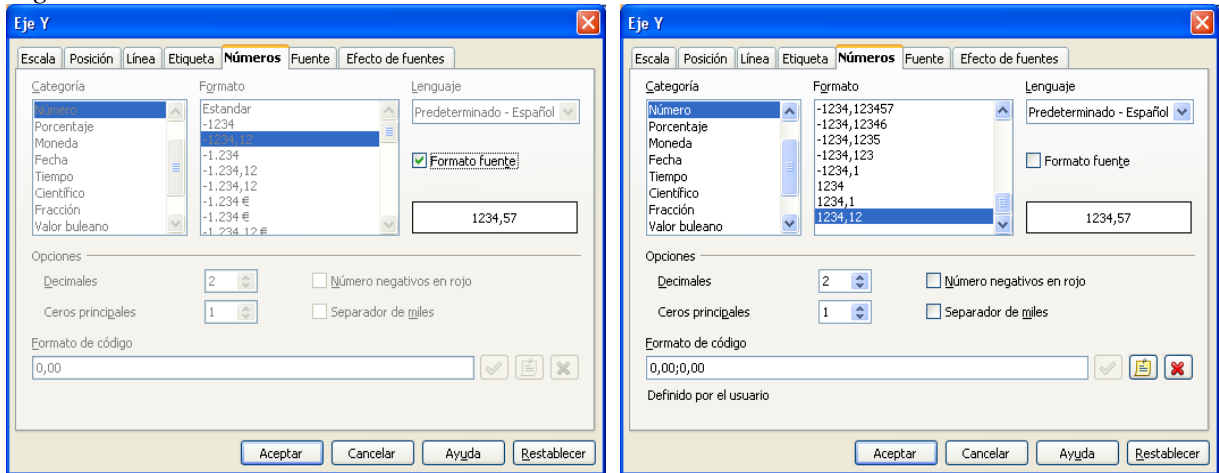 Eje Y
Escala Posición Línea Etiqueta Números Fuente Efecto de fuentes
Categoría Formato Lenguaje
Número
Porcentaje
Moneda
Fecha
Tiempo
Científico
Fracción
Valor buleano
Estandar
-1234
-1234,12
-1.234
-1.234,12
-1.234,12
-1.234 €
-1.234 €
-1.234,12 €
Predeterminado - Español
Formato fuente
1234,57
Opciones
Decimales 2 Número negativos en rojo
Ceros principales 1 Separador de miles
Formato de código
0,00
Aceptar Cancelar Ayuda Restablecer
Eje Y
Escala Posición Línea Etiqueta Números Fuente Efecto de fuentes
Categoría Formato Lenguaje
Número
Porcentaje
Moneda
Fecha
Tiempo
Científico
Fracción
Valor buleano
-1234,123457
-1234,12346
-1234,1235
-1234,123
-1234,1
1234
1234,1
1234,12
Predeterminado - Español
Formato fuente
1234,57
Opciones
Decimales 2 Número negativos en rojo
Ceros principales 1 Separador de miles
Formato de código
0,00;0,00
Definido por el usuario
Aceptar Cancelar Ayuda Restablecer